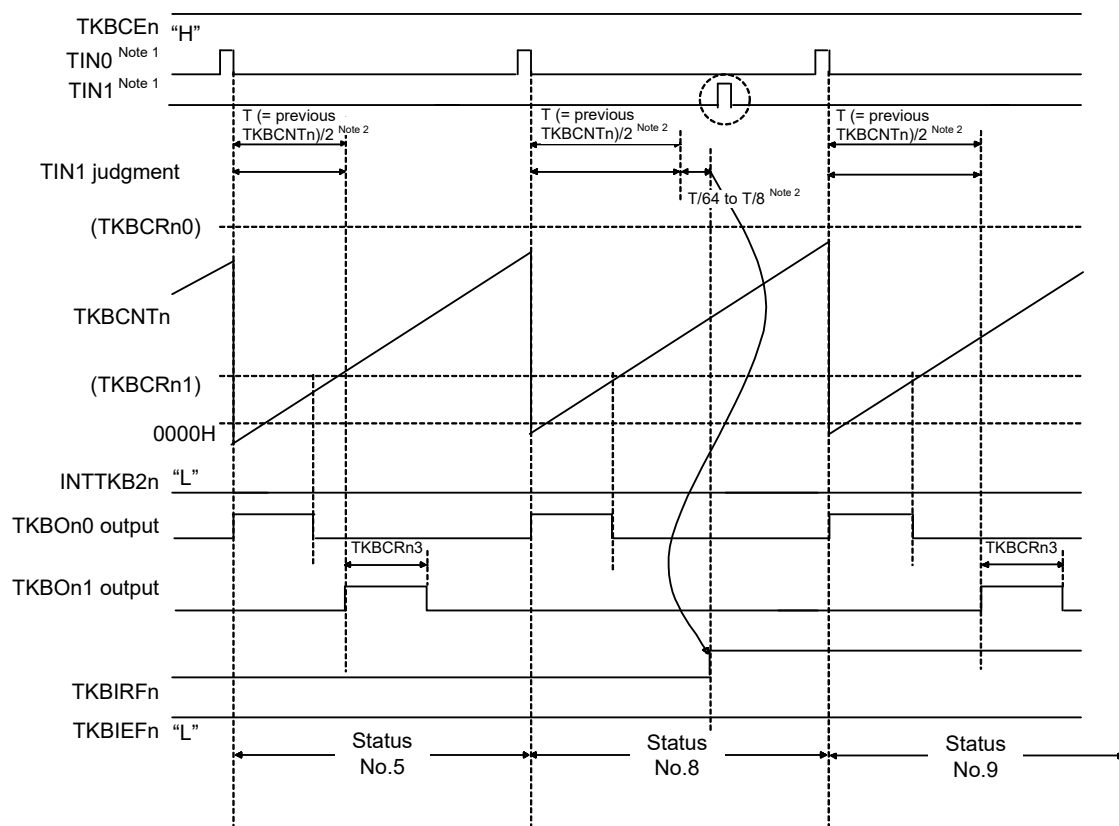 TKBCEn "H"
TIN0 Note 1
TIN1 Note 1
T (= previous
TKBCNTn)/2 Note 2
T (= previous
TKBCNTn)/2 Note 2
T (= previous
TKBCNTn)/2 Note 2
TIN1 judgment
T/64 to T/8 Note 2
(TKBCRn0)
TKBCNTn
(TKBCRn1)
0000H
INTTKB2n "L"
TKBOn0 output
TKBCRn3
TKBCRn3
TKBOn1 output
TKBIRFn
TKBIEFn "L"
Status
No.5
Status
No.8
Status
No.9